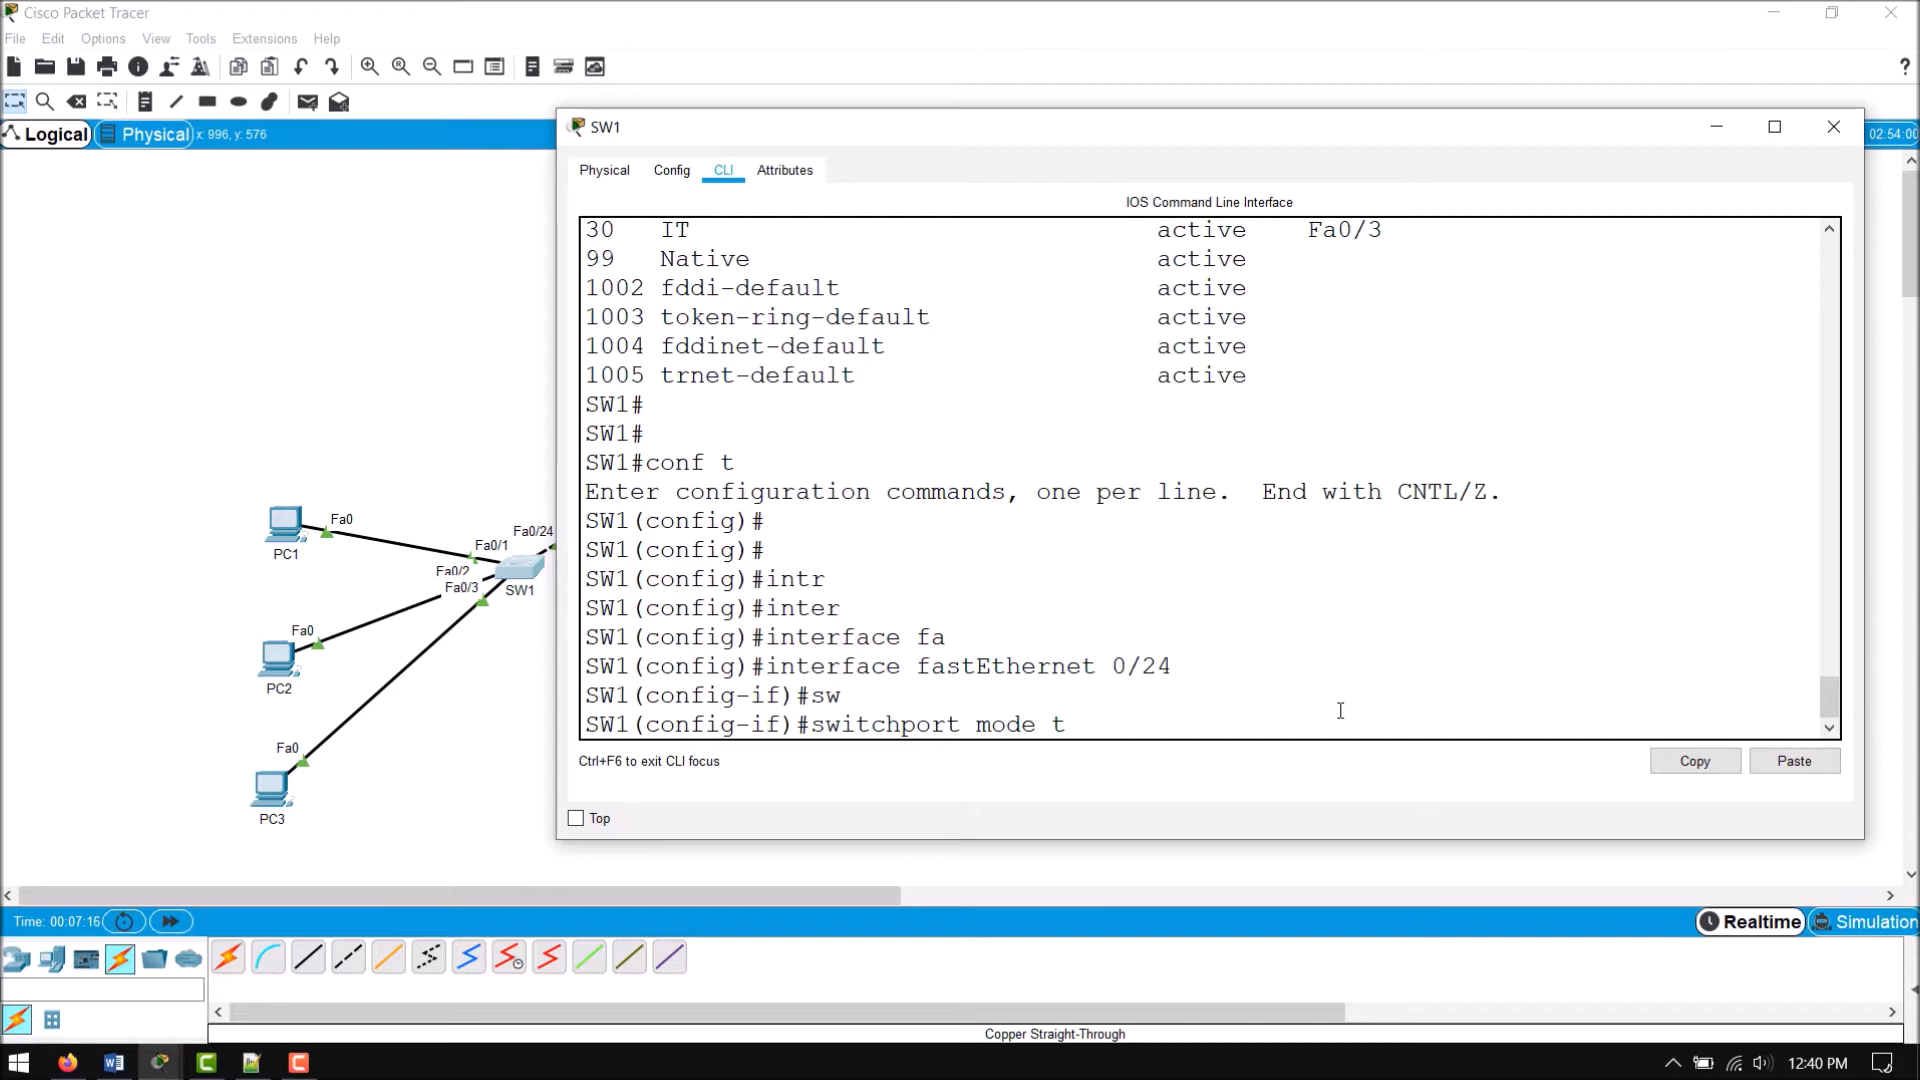 Cisco Packet Tracer
File Edit Options View Tools Extensions Help
?
Logical Physical x: 996, y: 576
02:54:00
SW1
Physical Config CLI Attributes
IOS Command Line Interface
30 IT active Fa0/3
99 Native active
1002 fddi-default active
1003 token-ring-default active
1004 fddinet-default active
1005 trnet-default active
SW1#
SW1#
SW1#conf t
Enter configuration commands, one per line. End with CNTL/Z.
SW1(config)#
SW1(config)#
SW1(config)#intr
SW1(config)#inter
SW1(config)#interface fa
SW1(config)#interface fastEthernet 0/24
SW1(config-if)#sw
SW1(config-if)#switchport mode t
Ctrl+F6 to exit CLI focus
Copy Paste
Top
Fa0
PC1
Fa0/1
Fa0/24
Fa0/2
Fa0/3
SW1
Fa0
PC2
Fa0
PC3
Time: 00:07:16
Realtime Simulation
Copper Straight-Through
12:40 PM